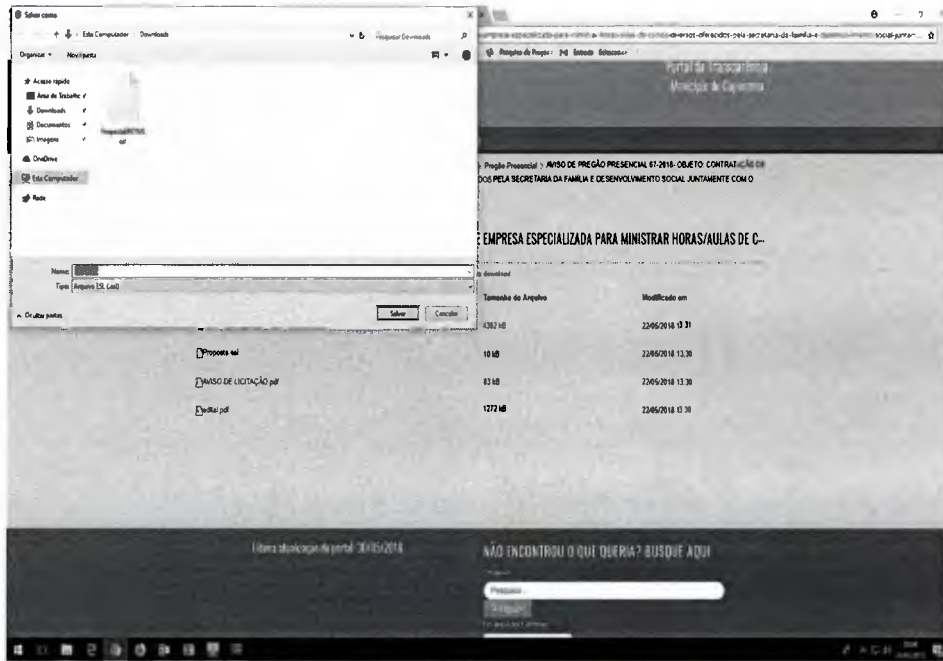 Salvar como
Este Computador Downloads
Pesquisar Downloads
Organizar Nova pasta
Acesso rápido
Área de Trabalho
Downloads
Documentos
Imagens
OneDrive
Este Computador
Rede
Nome:
Tipo: Arquivo ESL (.esl)
Ocultar pastas
Salvar Cancelar
Portal da Transparência
Pregão Presencial > AVISO DE PREGÃO PRESENCIAL 67-2018- OBJETO: CONTRATAÇÃO DE
DOS PELA SECRETARIA DA FAMÍLIA E DESENVOLVIMENTO SOCIAL JUNTAMENTE COM O
EMPRESA ESPECIALIZADA PARA MINISTRAR HORAS/AULAS DE C...
download
Tamanho do Arquivo Modificado em
4382 kB 22/05/2018 13:31
Proposta.esl 10 kB 22/05/2018 13:30
AVISO DE LICITAÇÃO.pdf 83 kB 22/05/2018 13:30
edital.pdf 1272 kB 22/05/2018 13:30
Última atualização do portal: 30/05/2018
NÃO ENCONTROU O QUE QUERIA? BUSQUE AQUI
Pesquisa